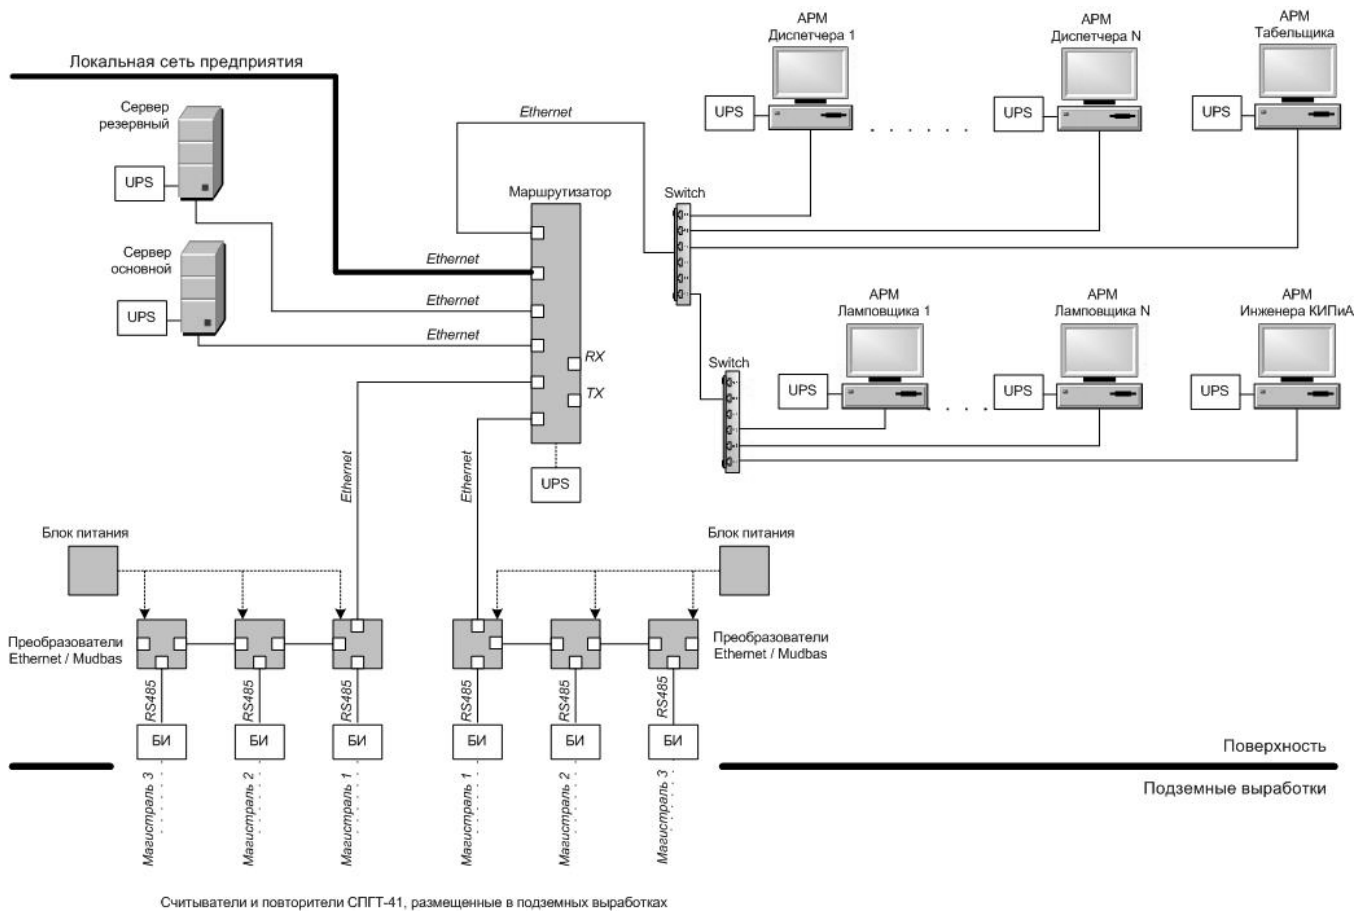 АРМ
Диспетчера 1
АРМ
Диспетчера N
АРМ
Табельщика
Локальная сеть предприятия
Сервер
резервный
Ethernet
UPS
UPS
UPS
UPS
Маршрутизатор
Switch
Сервер
основной
Ethernet
Ethernet
Ethernet
UPS
RX
TX
АРМ
Ламповщика 1
АРМ
Ламповщика N
АРМ
Инженера КИПиА
Switch
UPS
UPS
UPS
Ethernet
Ethernet
UPS
Блок питания
Блок питания
Преобразователи
Ethernet / Mudbas
Преобразователи
Ethernet / Mudbas
RS485
RS485
RS485
RS485
RS485
RS485
БИ
БИ
БИ
БИ
БИ
БИ
Поверхность
Подземные выработки
Магистраль 3
Магистраль 2
Магистраль 1
Магистраль 1
Магистраль 2
Магистраль 3
Считыватели и повторители СПГТ-41, размещенные в подземных выработках